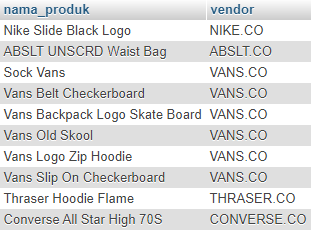 nama_produk vendor
Nike Slide Black Logo NIKE.CO
ABSLT UNSCRD Waist Bag ABSLT.CO
Sock Vans VANS.CO
Vans Belt Checkerboard VANS.CO
Vans Backpack Logo Skate Board VANS.CO
Vans Old Skool VANS.CO
Vans Logo Zip Hoodie VANS.CO
Vans Slip On Checkerboard VANS.CO
Thraser Hoodie Flame THRASER.CO
Converse All Star High 70S CONVERSE.CO